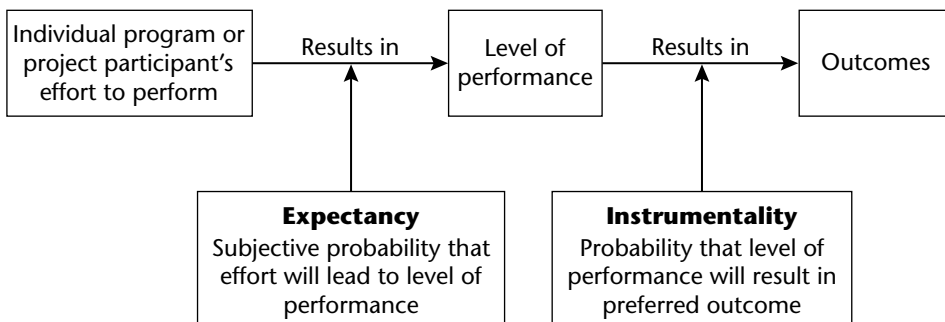 Individual program or
project participant's
effort to perform
Results in
Level of
performance
Results in
Outcomes
Expectancy
Subjective probability that
effort will lead to level of
performance
Instrumentality
Probability that level of
performance will result in
preferred outcome